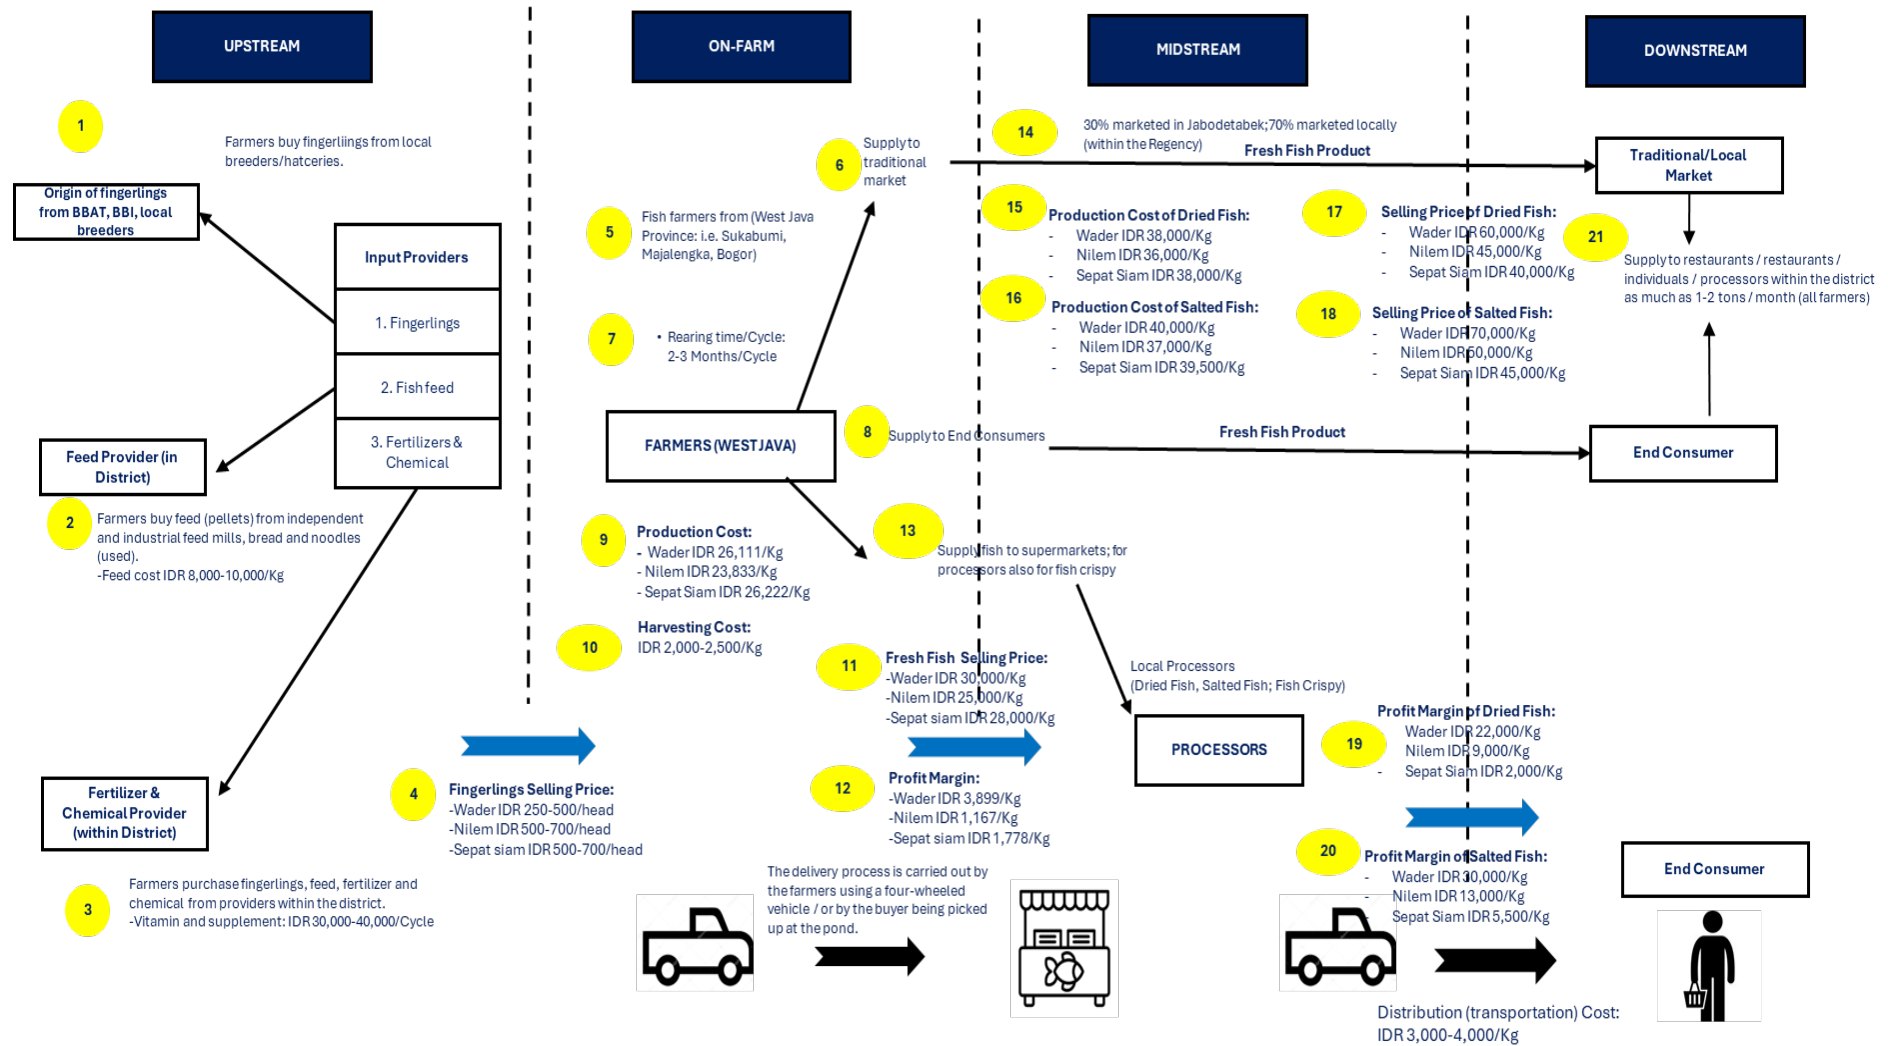 UPSTREAM
ON-FARM
MIDSTREAM
DOWNSTREAM
1
Farmers buy fingerliings from local
breeders/hatceries.
Origin of fingerlings
from BBAT, BBI, local
breeders
Input Providers
1. Fingerlings
2. Fish feed
3. Fertilizers &
Chemical
Feed Provider (in
District)
2
Farmers buy feed (pellets) from independent
and industrial feed mills, bread and noodles
(used).
-Feed cost IDR 8,000-10,000/Kg
Fertilizer &
Chemical Provider
(within District)
3
Farmers purchase fingerlings, feed, fertilizer and
chemical from providers within the district.
-Vitamin and supplement: IDR 30,000-40,000/Cycle
4
Fingerlings Selling Price:
-Wader IDR 250-500/head
-Nilem IDR 500-700/head
-Sepat siam IDR 500-700/head
5
Fish farmers from (West Java
Province: i.e. Sukabumi,
Majalengka, Bogor)
6
Supply to
traditional
market
7
• Rearing time/Cycle:
2-3 Months/Cycle
FARMERS (WEST JAVA)
8
Supply to End Consumers
9
Production Cost:
- Wader IDR 26,111/Kg
- Nilem IDR 23,833/Kg
- Sepat Siam IDR 26,222/Kg
10
Harvesting Cost:
IDR 2,000-2,500/Kg
11
Fresh Fish Selling Price:
-Wader IDR 30,000/Kg
-Nilem IDR 25,000/Kg
-Sepat siam IDR 28,000/Kg
12
Profit Margin:
-Wader IDR 3,899/Kg
-Nilem IDR 1,167/Kg
-Sepat siam IDR 1,778/Kg
The delivery process is carried out by
the farmers using a four-wheeled
vehicle / or by the buyer being picked
up at the pond.
13
Supply fish to supermarkets; for
processors also for fish crispy
14
30% marketed in Jabodetabek;70% marketed locally
(within the Regency)
Fresh Fish Product
15
Production Cost of Dried Fish:
- Wader IDR 38,000/Kg
- Nilem IDR 36,000/Kg
- Sepat Siam IDR 38,000/Kg
16
Production Cost of Salted Fish:
- Wader IDR 40,000/Kg
- Nilem IDR 37,000/Kg
- Sepat Siam IDR 39,500/Kg
17
Selling Price of Dried Fish:
- Wader IDR 60,000/Kg
- Nilem IDR 45,000/Kg
- Sepat Siam IDR 40,000/Kg
18
Selling Price of Salted Fish:
- Wader IDR 70,000/Kg
- Nilem IDR 50,000/Kg
- Sepat Siam IDR 45,000/Kg
Fresh Fish Product
Local Processors
(Dried Fish, Salted Fish; Fish Crispy)
PROCESSORS
19
Profit Margin of Dried Fish:
Wader IDR 22,000/Kg
Nilem IDR 9,000/Kg
- Sepat Siam IDR 2,000/Kg
20
Profit Margin of Salted Fish:
- Wader IDR 30,000/Kg
- Nilem IDR 13,000/Kg
- Sepat Siam IDR 5,500/Kg
Distribution (transportation) Cost:
IDR 3,000-4,000/Kg
Traditional/Local
Market
21
Supply to restaurants / restaurants /
individuals / processors within the district
as much as 1-2 tons / month (all farmers)
End Consumer
End Consumer